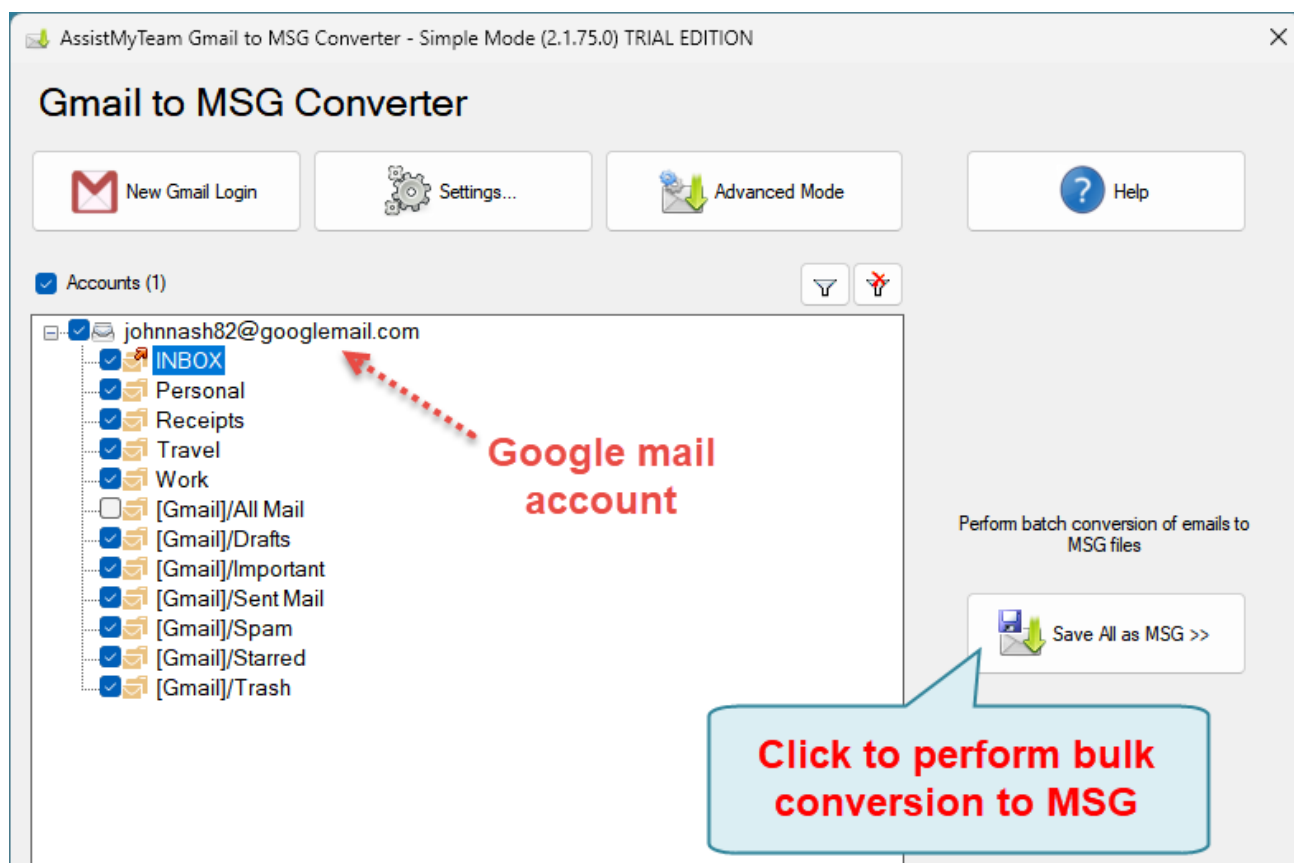 AssistMyTeam Gmail to MSG Converter - Simple Mode (2.1.75.0) TRIAL EDITION
Gmail to MSG Converter
New Gmail Login
Settings...
Advanced Mode
? Help
Accounts (1)
johnnash82@googlemail.com
INBOX
Personal
Receipts
Travel
Work
[Gmail]/All Mail
[Gmail]/Drafts
[Gmail]/Important
[Gmail]/Sent Mail
[Gmail]/Spam
[Gmail]/Starred
[Gmail]/Trash
Google mail
account
Perform batch conversion of emails to
MSG files
Save All as MSG >>
Click to perform bulk
conversion to MSG